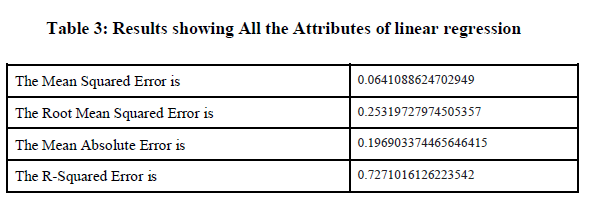 Table 3: Results showing All the Attributes of linear regression
The Mean Squared Error is 0.0641088624702949
The Root Mean Squared Error is 0.25319727974505357
The Mean Absolute Error is 0.196903374465646415
The R-Squared Error is 0.7271016126223542